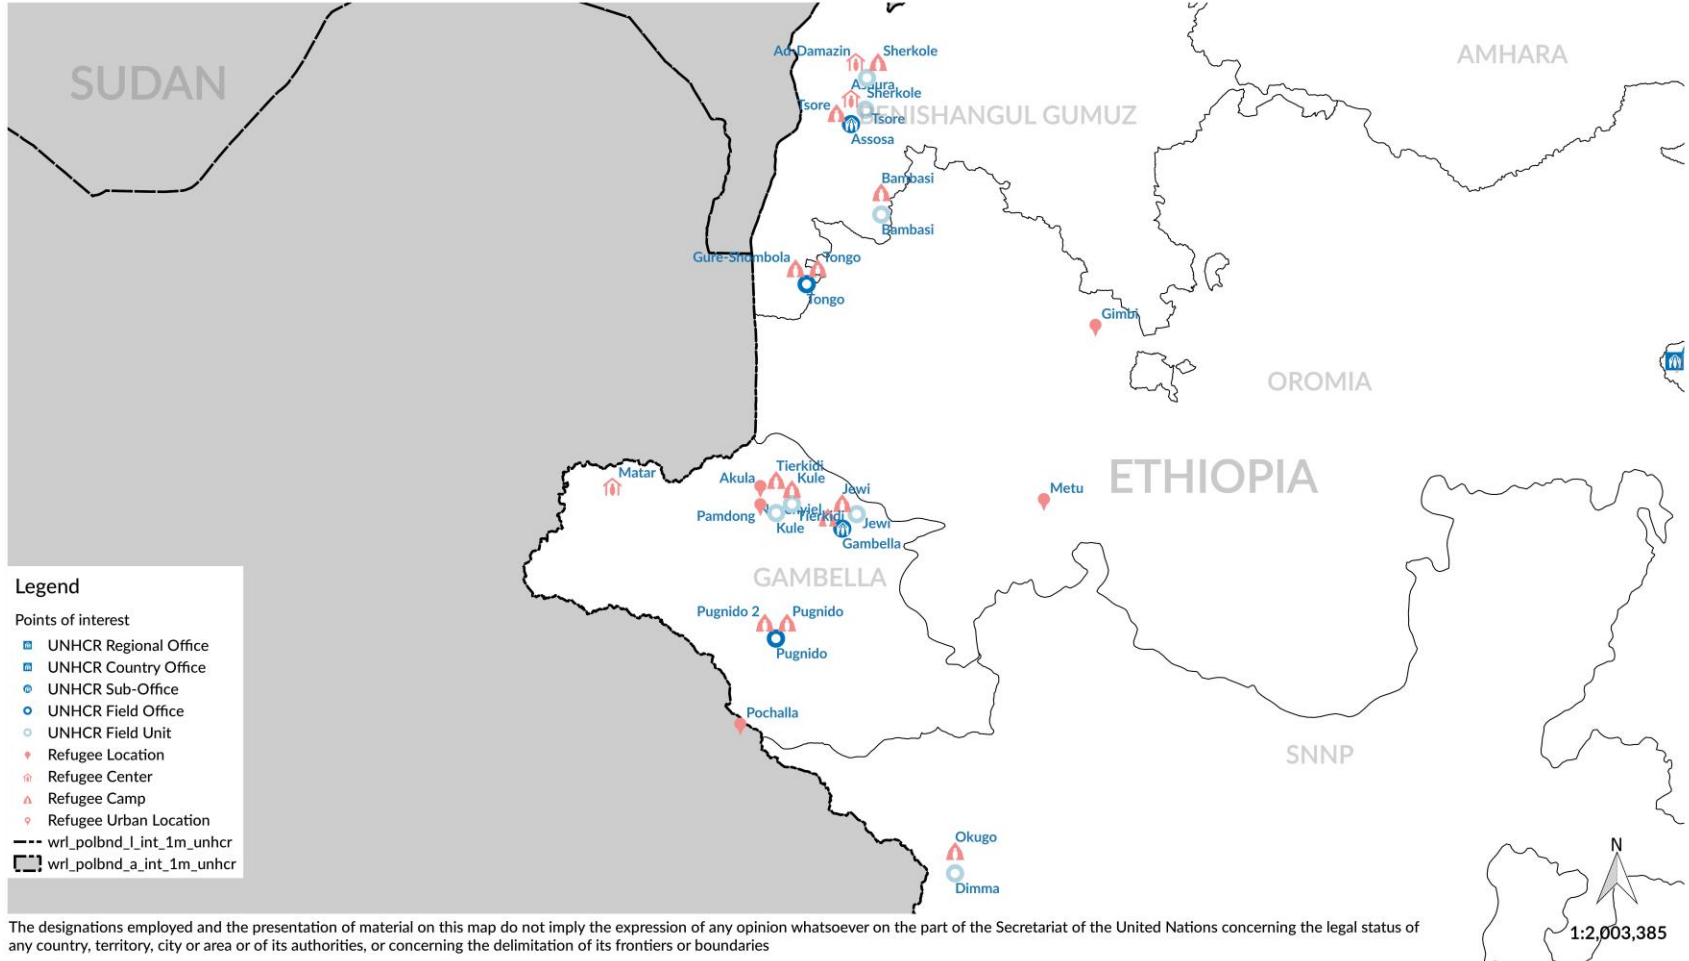 SUDAN
AMHARA
Ad-Damazin
Sherkole
Sherkole
Tsore
BENISHANGUL GUMUZ
Tsore
Assosa
Bambasi
Bambasi
Gure-Shombola
Tongo
Tongo
Gimbi
OROMIA
ETHIOPIA
Matar
Tierkidi
Akula
Kule
Jewi
Metu
Pamdong
Tierkidi
Jewi
Kule
Gambella
GAMBELLA
Pugnido 2
Pugnido
Pugnido
Pochalla
SNNP
Okugo
Dimma
Legend
Points of interest
UNHCR Regional Office
UNHCR Country Office
UNHCR Sub-Office
UNHCR Field Office
UNHCR Field Unit
Refugee Location
Refugee Center
Refugee Camp
Refugee Urban Location
wrl_polbnd_l_int_1m_unhcr
wrl_polbnd_a_int_1m_unhcr
N
1:2,003,385
The designations employed and the presentation of material on this map do not imply the expression of any opinion whatsoever on the part of the Secretariat of the United Nations concerning the legal status of
any country, territory, city or area or of its authorities, or concerning the delimitation of its frontiers or boundaries